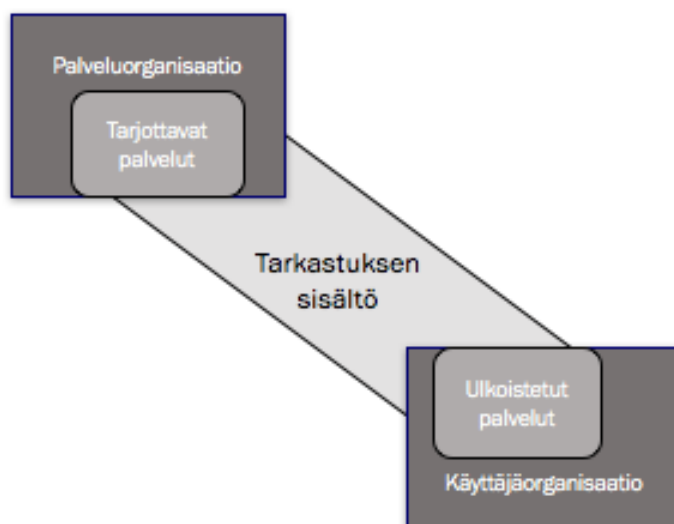 Palveluorganisaatio
Tarjottavat
palvelut
Tarkastuksen
sisältö
Ulkoistetut
palvelut
Käyttäjäorganisaatio